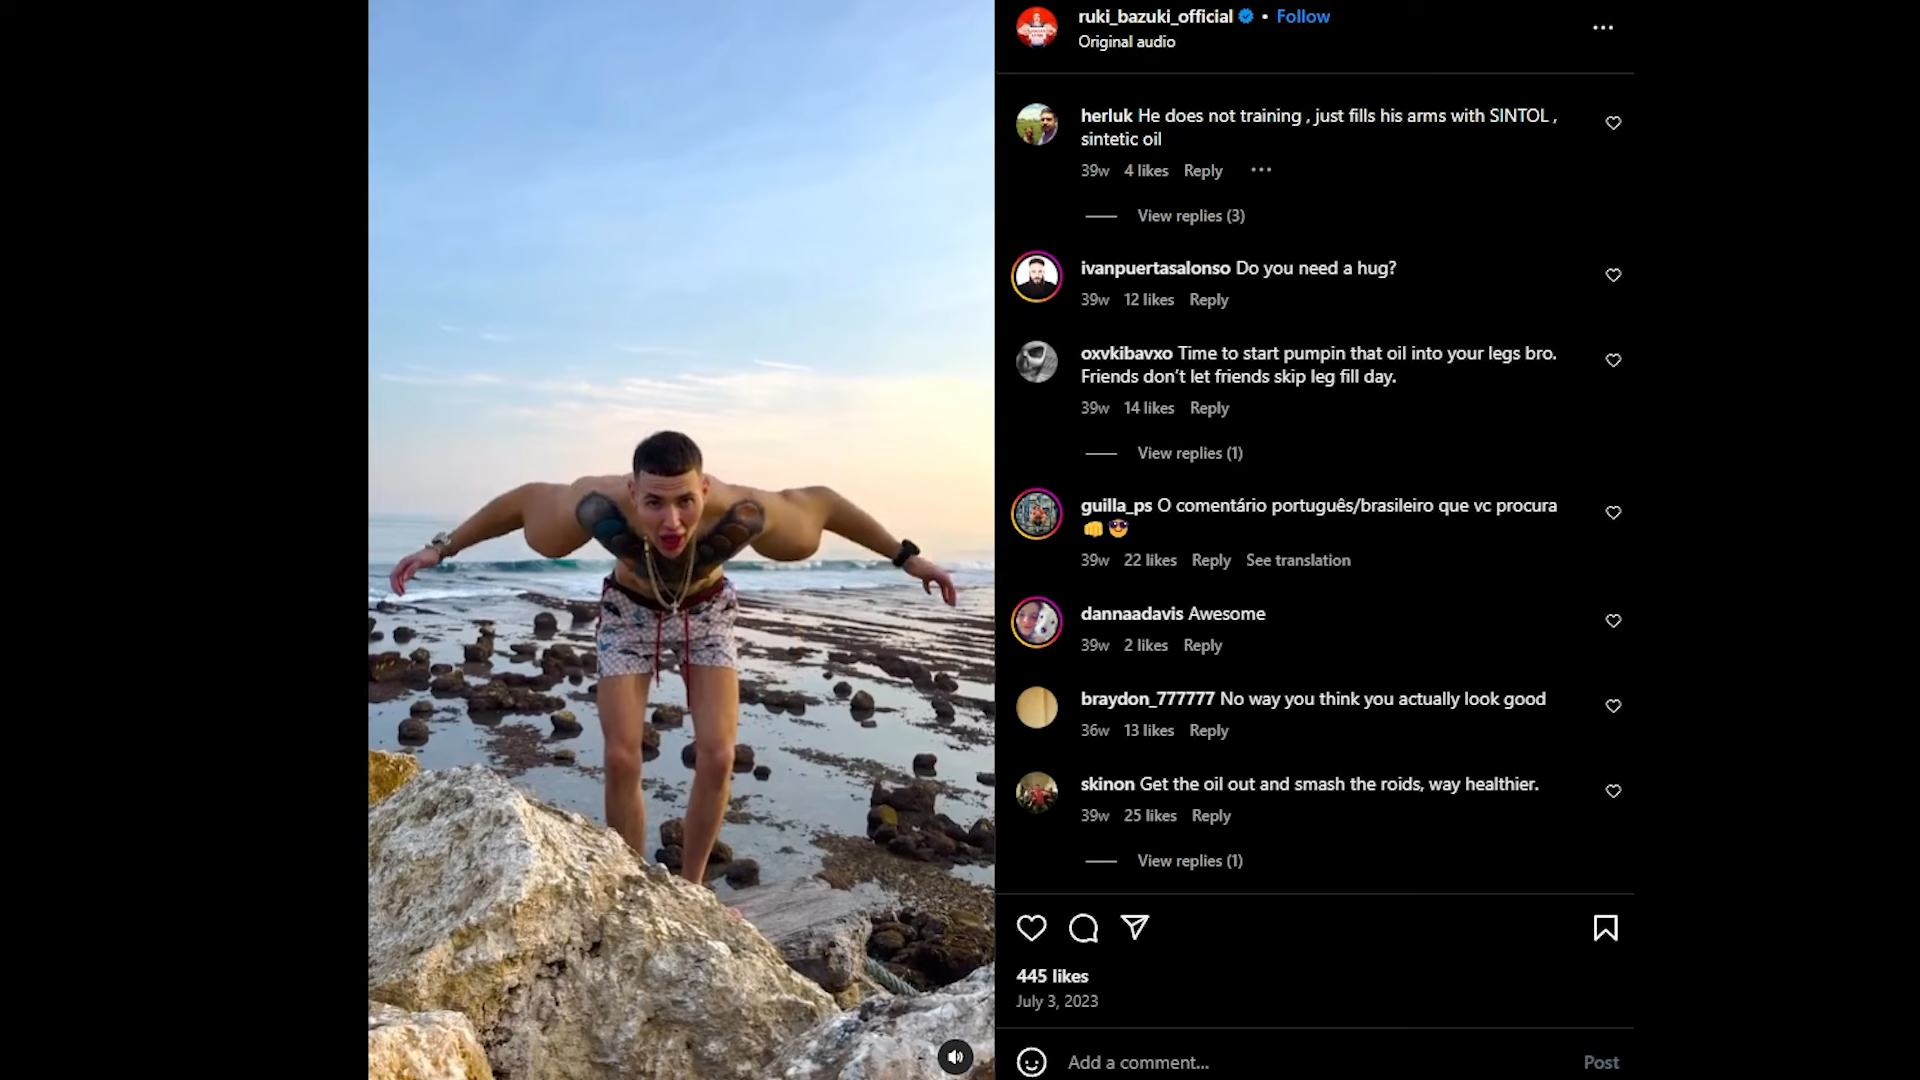 ruki_bazuki_official • Follow
Original audio
herluk He does not training , just fills his arms with SINTOL ,
sintetic oil
39w 4 likes Reply
View replies (3)
ivanpuertasalonso Do you need a hug?
39w 12 likes Reply
oxvkibavxo Time to start pumpin that oil into your legs bro.
Friends don't let friends skip leg fill day.
39w 14 likes Reply
View replies (1)
guilla_ps O comentário português/brasileiro que vc procura
👊😎
39w 22 likes Reply See translation
dannaadavis Awesome
39w 2 likes Reply
braydon_777777 No way you think you actually look good
36w 13 likes Reply
skinon Get the oil out and smash the roids, way healthier.
39w 25 likes Reply
View replies (1)
445 likes
July 3, 2023
Add a comment... Post